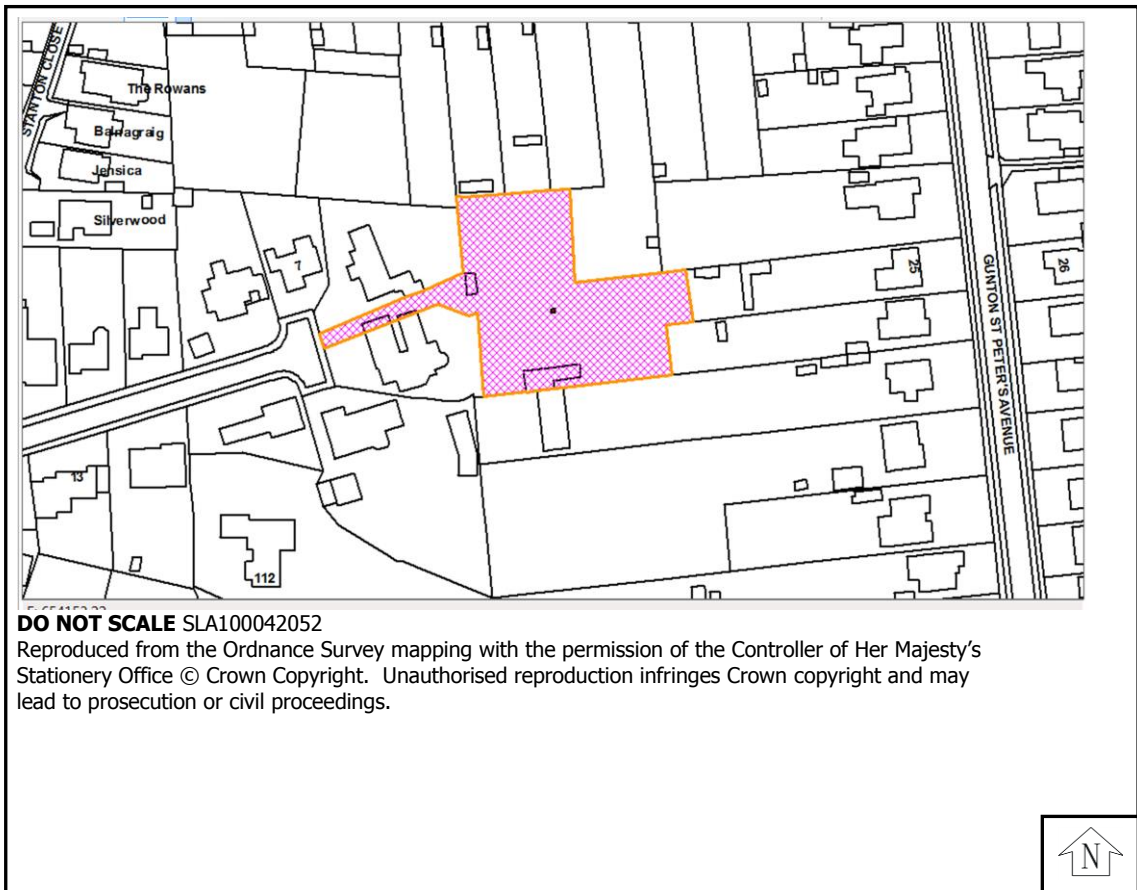 STANTON CLOSE
The Rowans
Balnagraig
Jensica
Silverwood
7
25
26
GUNTON ST PETER'S AVENUE
13
112
DO NOT SCALE SLA100042052
Reproduced from the Ordnance Survey mapping with the permission of the Controller of Her Majesty's
Stationery Office © Crown Copyright. Unauthorised reproduction infringes Crown copyright and may
lead to prosecution or civil proceedings.
N